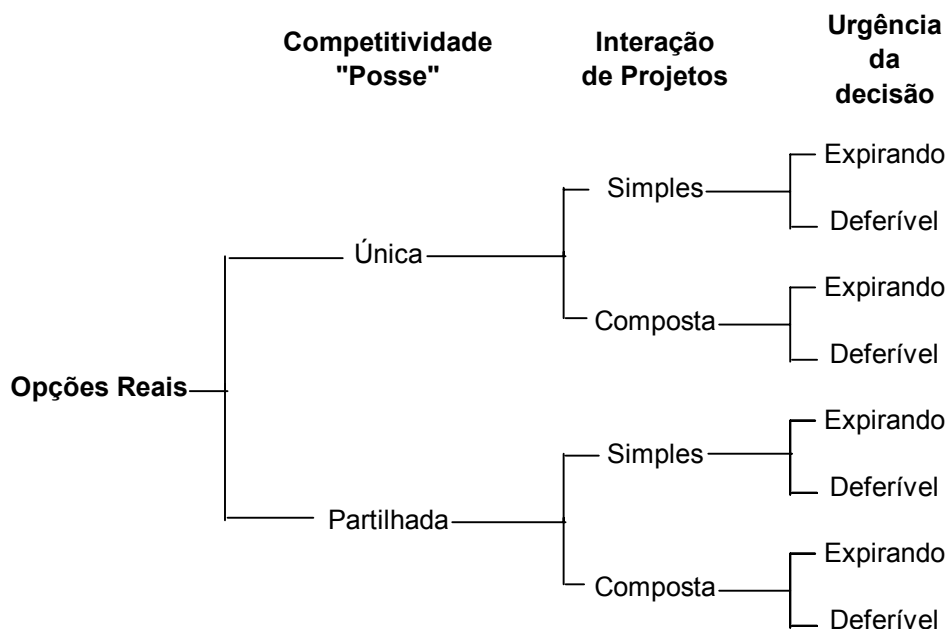 Competitividade
"Posse"
Interação
de Projetos
Urgência
da
decisão
Expirando
Simples
Deferível
Única
Expirando
Composta
Deferível
Opções Reais
Expirando
Simples
Deferível
Partilhada
Expirando
Composta
Deferível